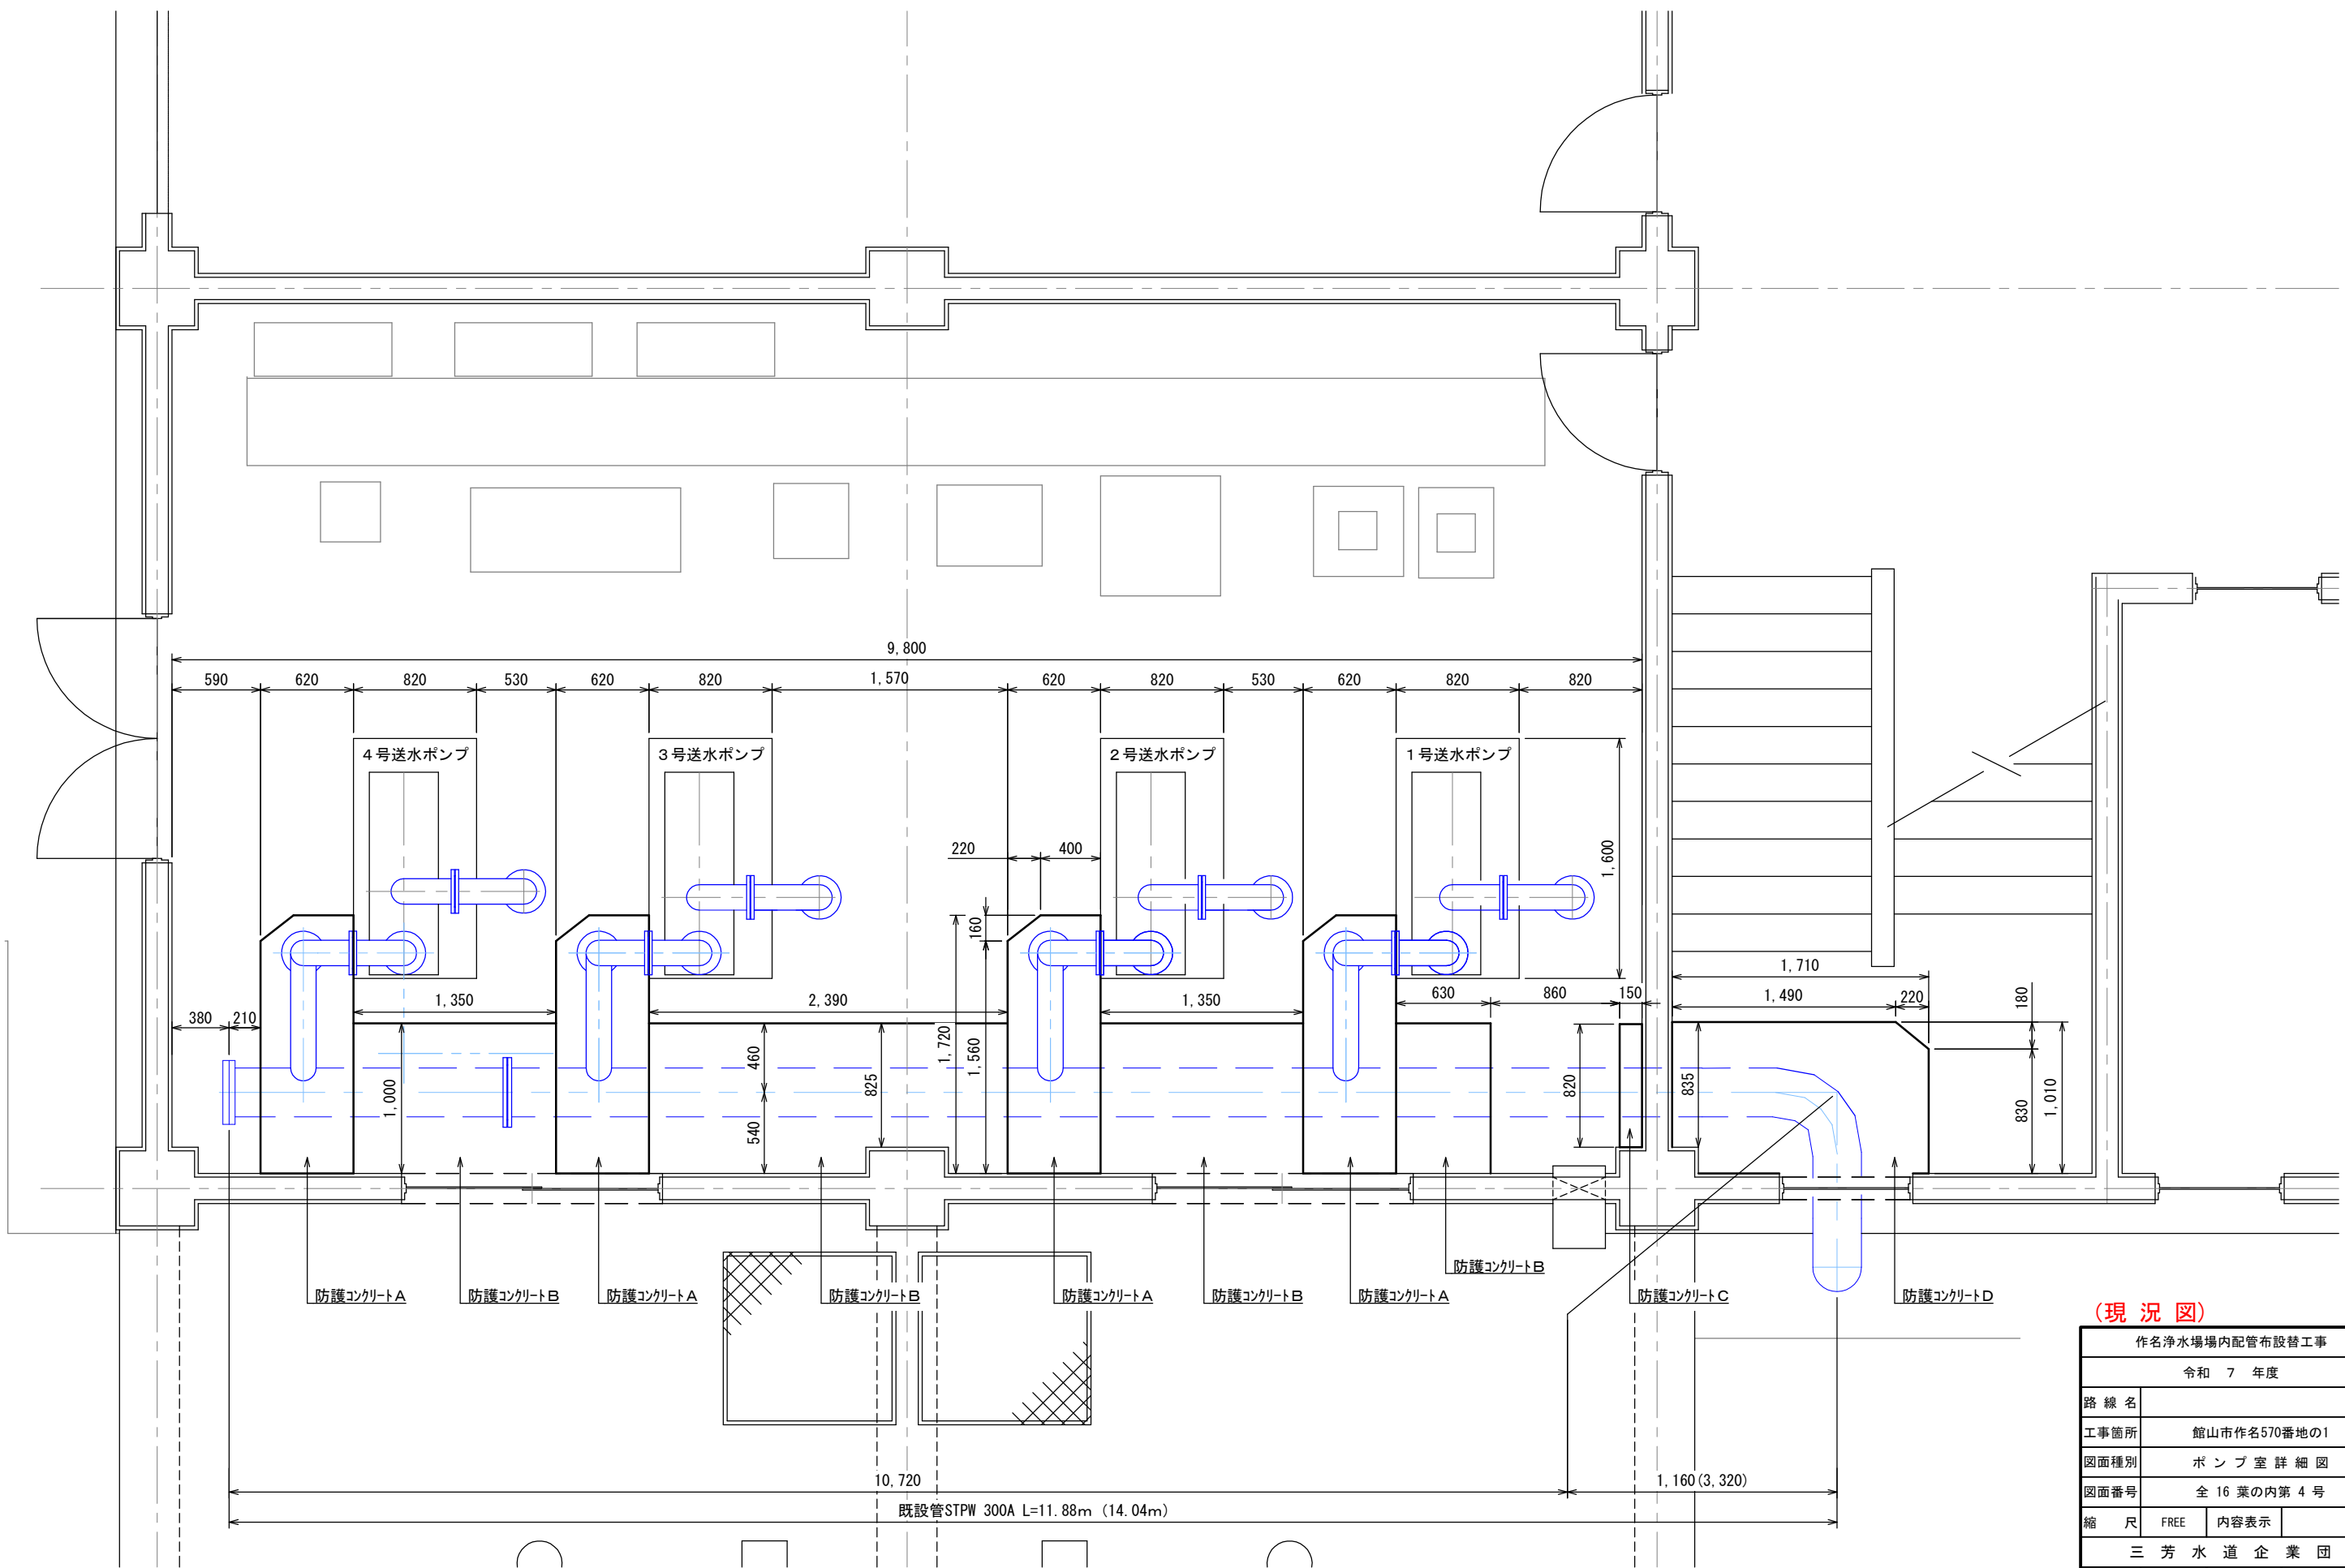 9,800
590 620 820 530 620 820 1,570 620 820 530 620 820 820
4号送水ポンプ 3号送水ポンプ 2号送水ポンプ 1号送水ポンプ
220 400
1,600
160
1,710
1,350 2,390 1,350 630 860 150 1,490 220 180
380 210
1,000 460 540 825 1,720 1,560 820 835 830 1,010
防護コンクリートB
防護コンクリートA 防護コンクリートB 防護コンクリートA 防護コンクリートB 防護コンクリートA 防護コンクリートB 防護コンクリートA 防護コンクリートC 防護コンクリートD
10,720 1,160(3,320)
既設管STPW 300A L=11.88m (14.04m)
(現 況 図)
作名浄水場場内配管布設替工事
令和 7 年度
路 線 名
工事箇所 館山市作名570番地の1
図面種別 ポ ン プ 室 詳 細 図
図面番号 全 16 葉の内第 4 号
縮 尺 FREE 内容表示
三 芳 水 道 企 業 団